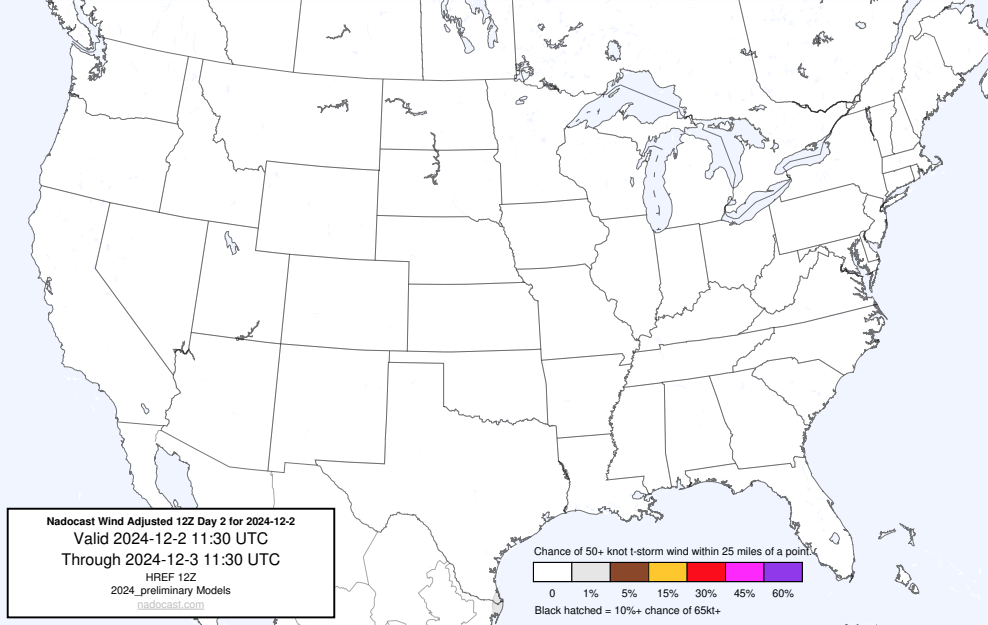 Nadocast Wind Adjusted 12Z Day 2 for 2024-12-2
Valid 2024-12-2 11:30 UTC
Through 2024-12-3 11:30 UTC
HREF 12Z
2024_preliminary Models
nadocast.com
Chance of 50+ knot t-storm wind within 25 miles of a point.
0 1% 5% 15% 30% 45% 60%
Black hatched = 10%+ chance of 65kt+